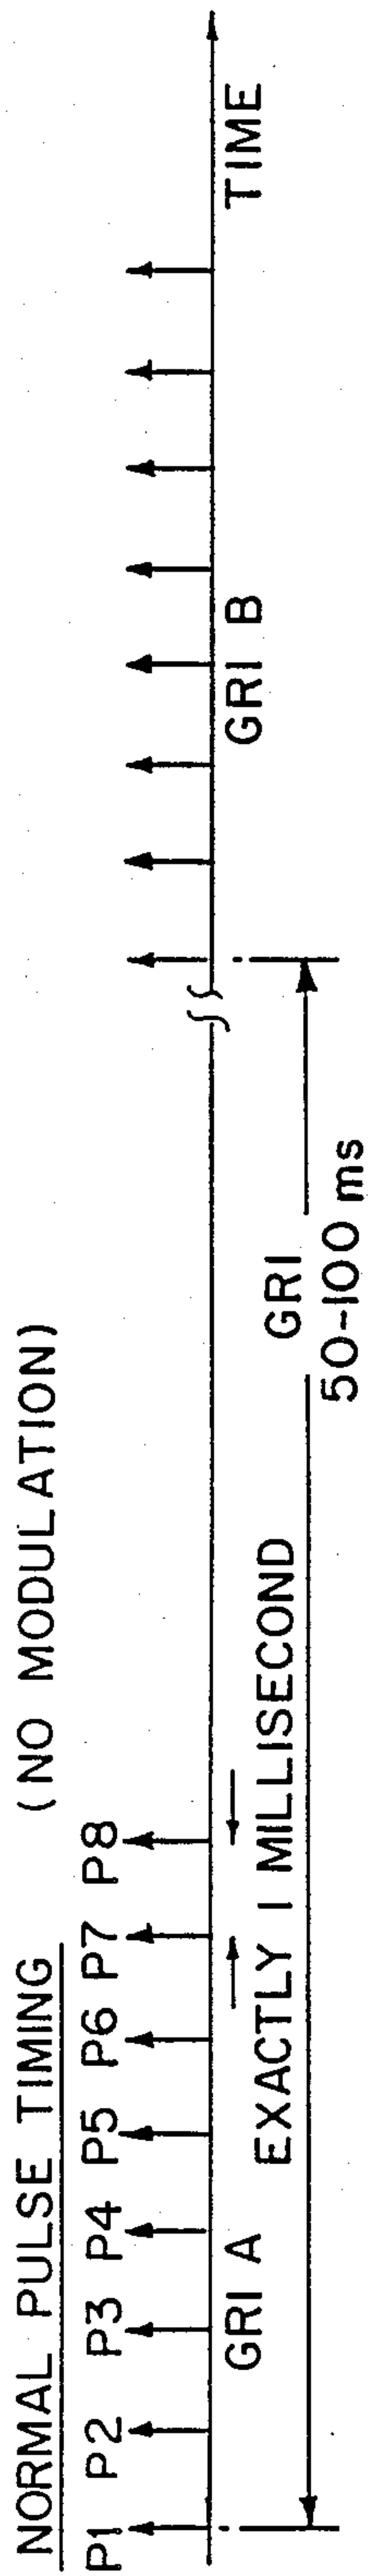 NORMAL PULSE TIMING (NO MODULATION)
P1 P2 P3 P4 P5 P6 P7 P8
GRI A GRI B TIME
EXACTLY 1 MILLISECOND
GRI
50-100 ms